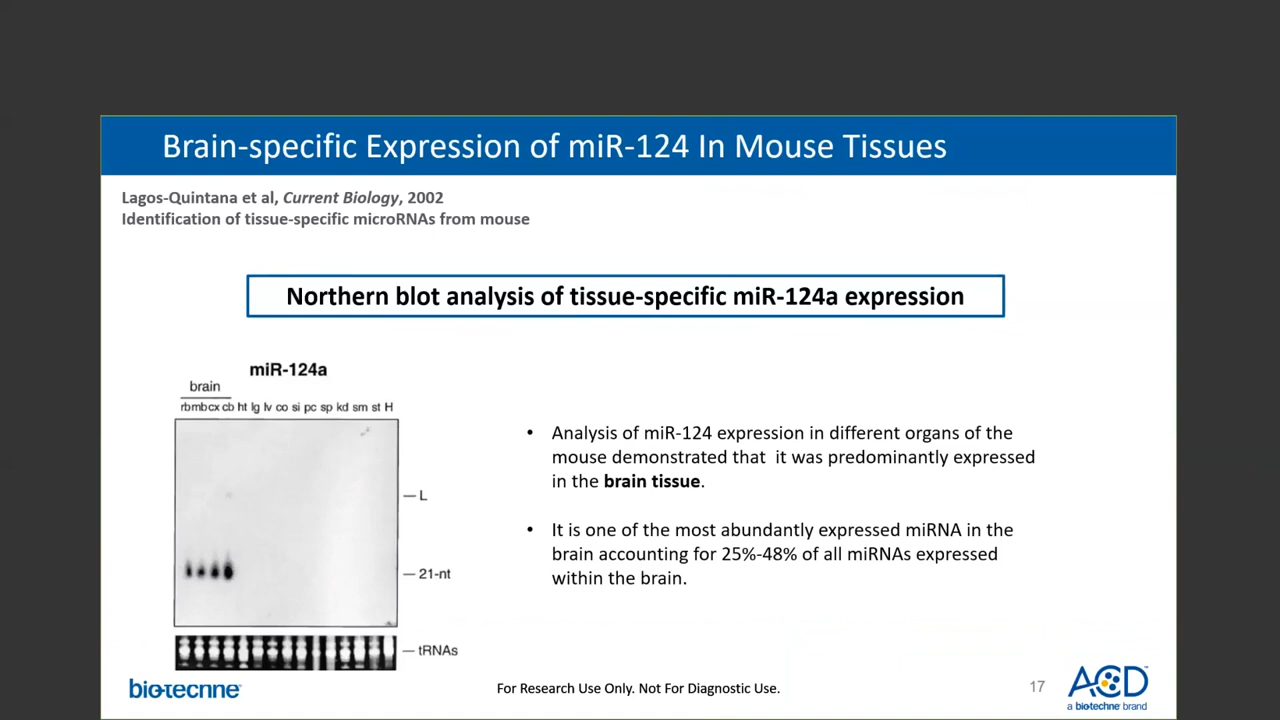 Brain-specific Expression of miR-124 In Mouse Tissues
Lagos-Quintana et al, Current Biology, 2002
Identification of tissue-specific microRNAs from mouse
Northern blot analysis of tissue-specific miR-124a expression
miR-124a
brain
rb mb cx cb ht lg lv co si pc sp kd sm st H
L
21-nt
tRNAs
• Analysis of miR-124 expression in different organs of the
mouse demonstrated that it was predominantly expressed
in the brain tissue.
• It is one of the most abundantly expressed miRNA in the
brain accounting for 25%-48% of all miRNAs expressed
within the brain.
bio-techne
For Research Use Only. Not For Diagnostic Use.
17
ACD
a biotechne brand